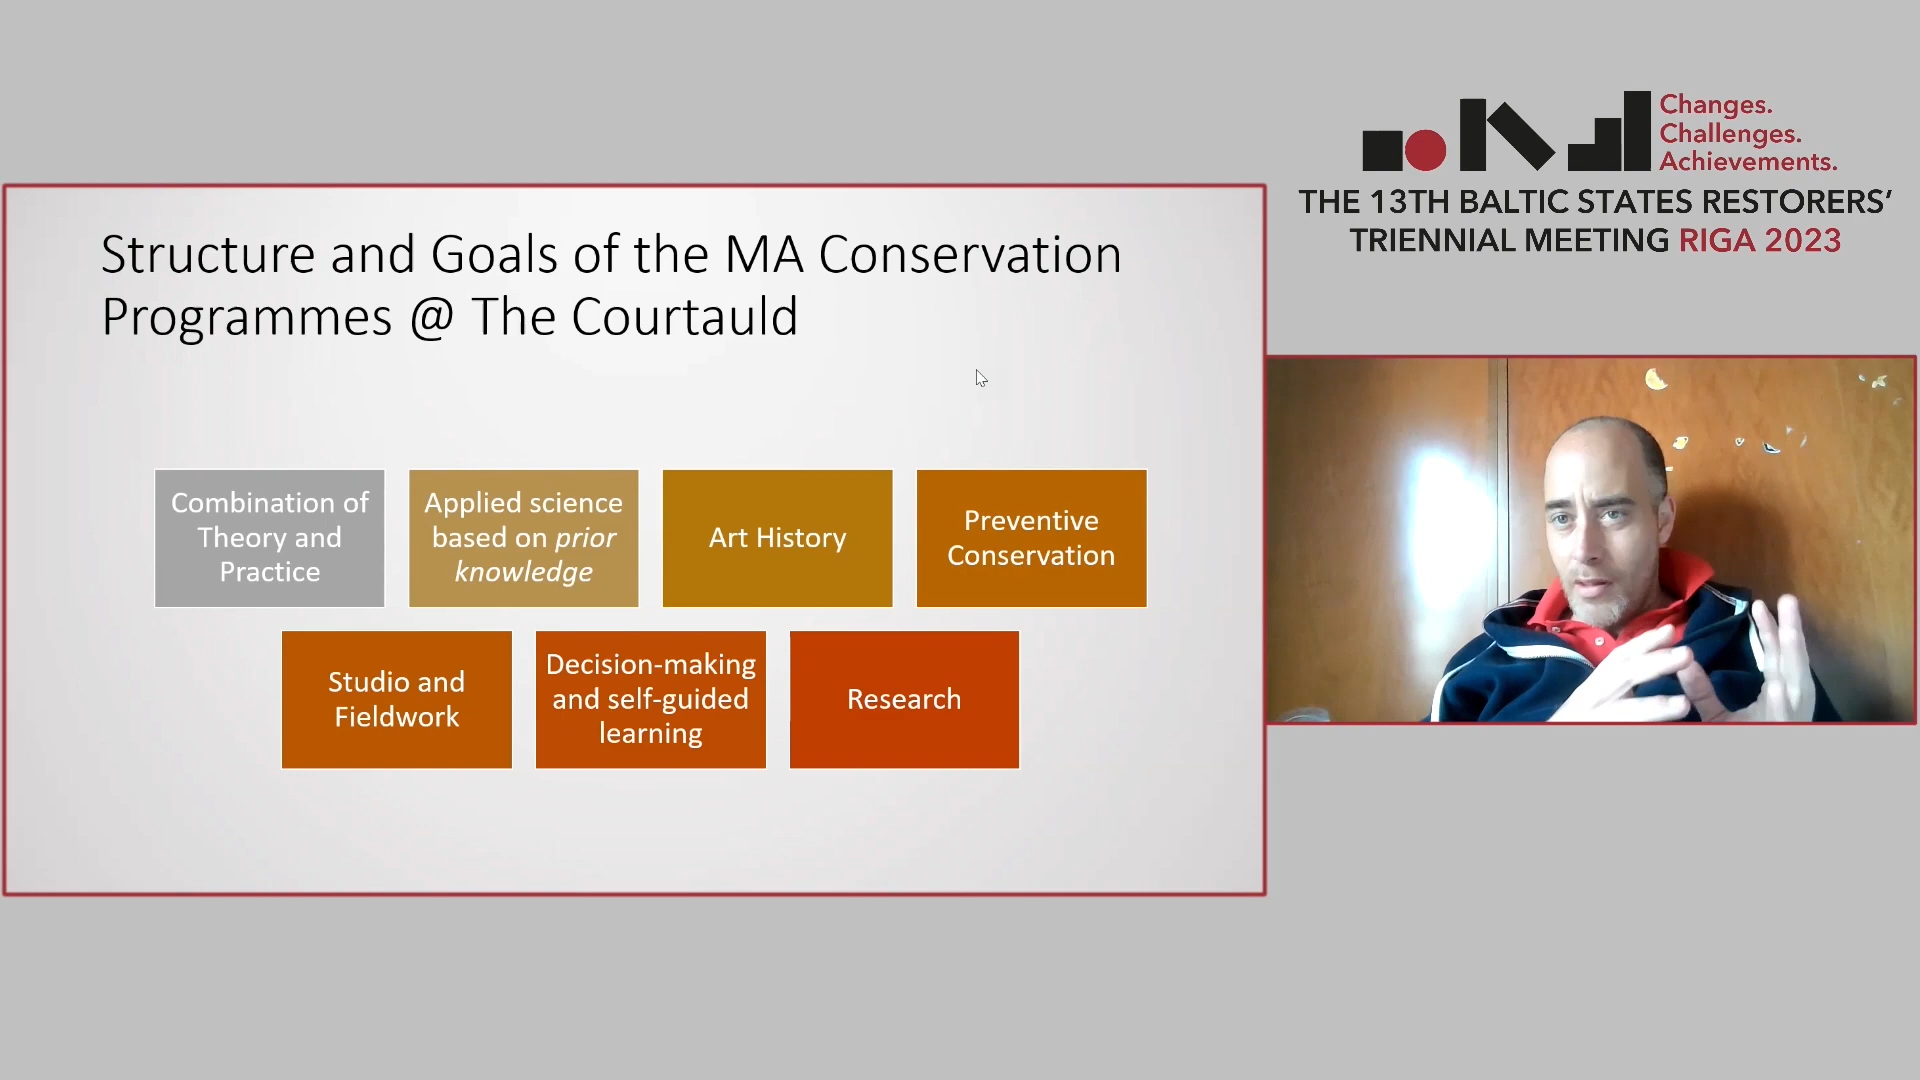 Changes.
Challenges.
Achievements.
THE 13TH BALTIC STATES RESTORERS’
TRIENNIAL MEETING RIGA 2023
Structure and Goals of the MA Conservation
Programmes @ The Courtauld
Combination of
Theory and
Practice
Applied science
based on prior
knowledge
Art History
Preventive
Conservation
Studio and
Fieldwork
Decision-making
and self-guided
learning
Research